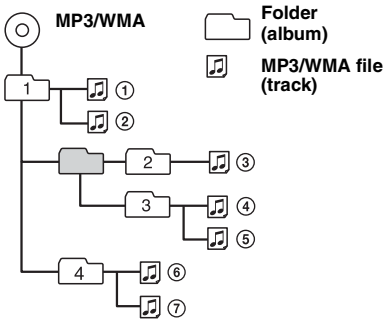 MP3/WMA
Folder
(album)
MP3/WMA file
(track)
1
①
②
2
③
3
④
⑤
4
⑥
⑦